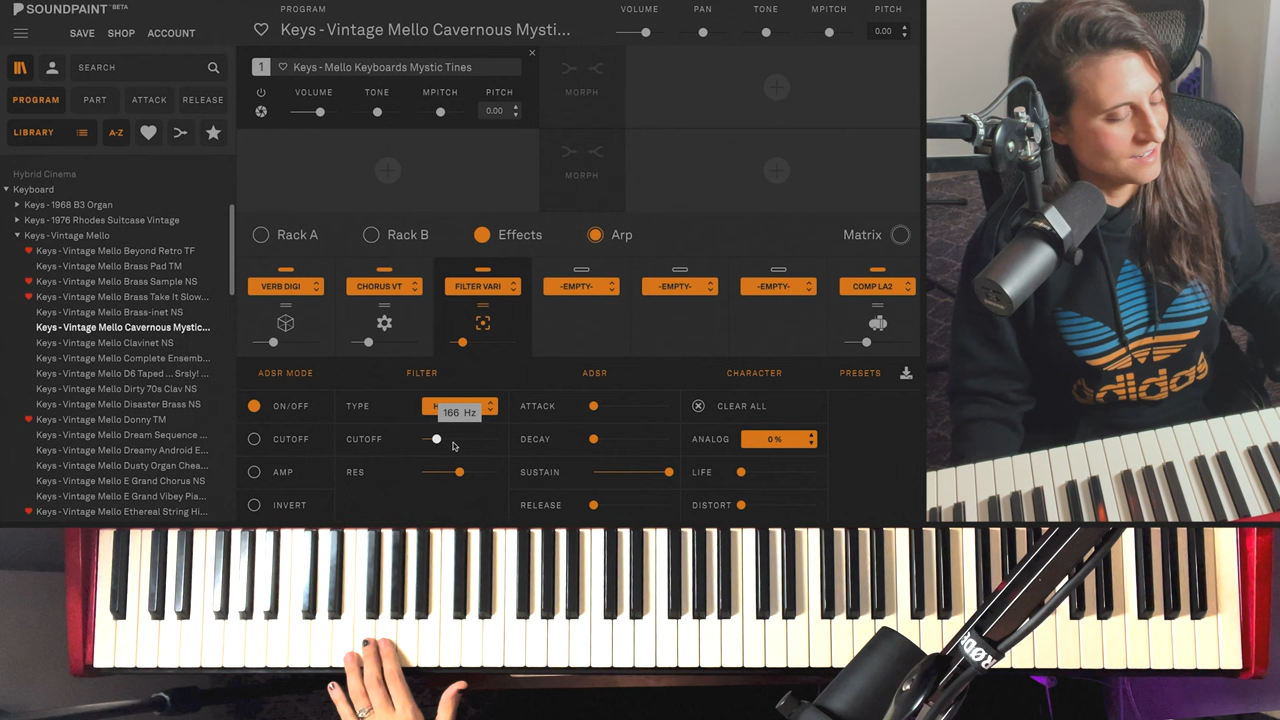 SOUNDPAINT BETA
SAVE SHOP ACCOUNT
SEARCH
PROGRAM PART ATTACK RELEASE
LIBRARY A-Z
Hybrid Cinema
Keyboard
Keys - 1968 B3 Organ
Keys - 1976 Rhodes Suitcase Vintage
Keys - Vintage Mello
Keys - Vintage Mello Beyond Retro TF
Keys - Vintage Mello Brass Pad TM
Keys - Vintage Mello Brass Sample NS
Keys - Vintage Mello Brass Take It Slow...
Keys - Vintage Mello Brass-inet NS
Keys - Vintage Mello Cavernous Mystic...
Keys - Vintage Mello Clavinet NS
Keys - Vintage Mello Complete Ensemb...
Keys - Vintage Mello D6 Taped ... Srsly! ...
Keys - Vintage Mello Dirty 70s Clav NS
Keys - Vintage Mello Disaster Brass NS
Keys - Vintage Mello Donny TM
Keys - Vintage Mello Dream Sequence ...
Keys - Vintage Mello Dreamy Android E...
Keys - Vintage Mello Dusty Organ Chea...
Keys - Vintage Mello E Grand Chorus NS
Keys - Vintage Mello E Grand Vibey Pia...
Keys - Vintage Mello Ethereal String Hi...
PROGRAM
Keys - Vintage Mello Cavernous Mysti...
VOLUME PAN TONE MPITCH PITCH
0.00
1 Keys - Mello Keyboards Mystic Tines
VOLUME TONE MPITCH PITCH
0.00
MORPH
MORPH
Rack A Rack B Effects Arp Matrix
VERB DIGI CHORUS VT FILTER VARI -EMPTY- -EMPTY- -EMPTY- COMP LA2
ADSR MODE FILTER ADSR CHARACTER PRESETS
ON/OFF TYPE H ATTACK CLEAR ALL
166 Hz
CUTOFF CUTOFF DECAY ANALOG 0 %
AMP RES SUSTAIN LIFE
INVERT RELEASE DISTORT
adidas
RØDE